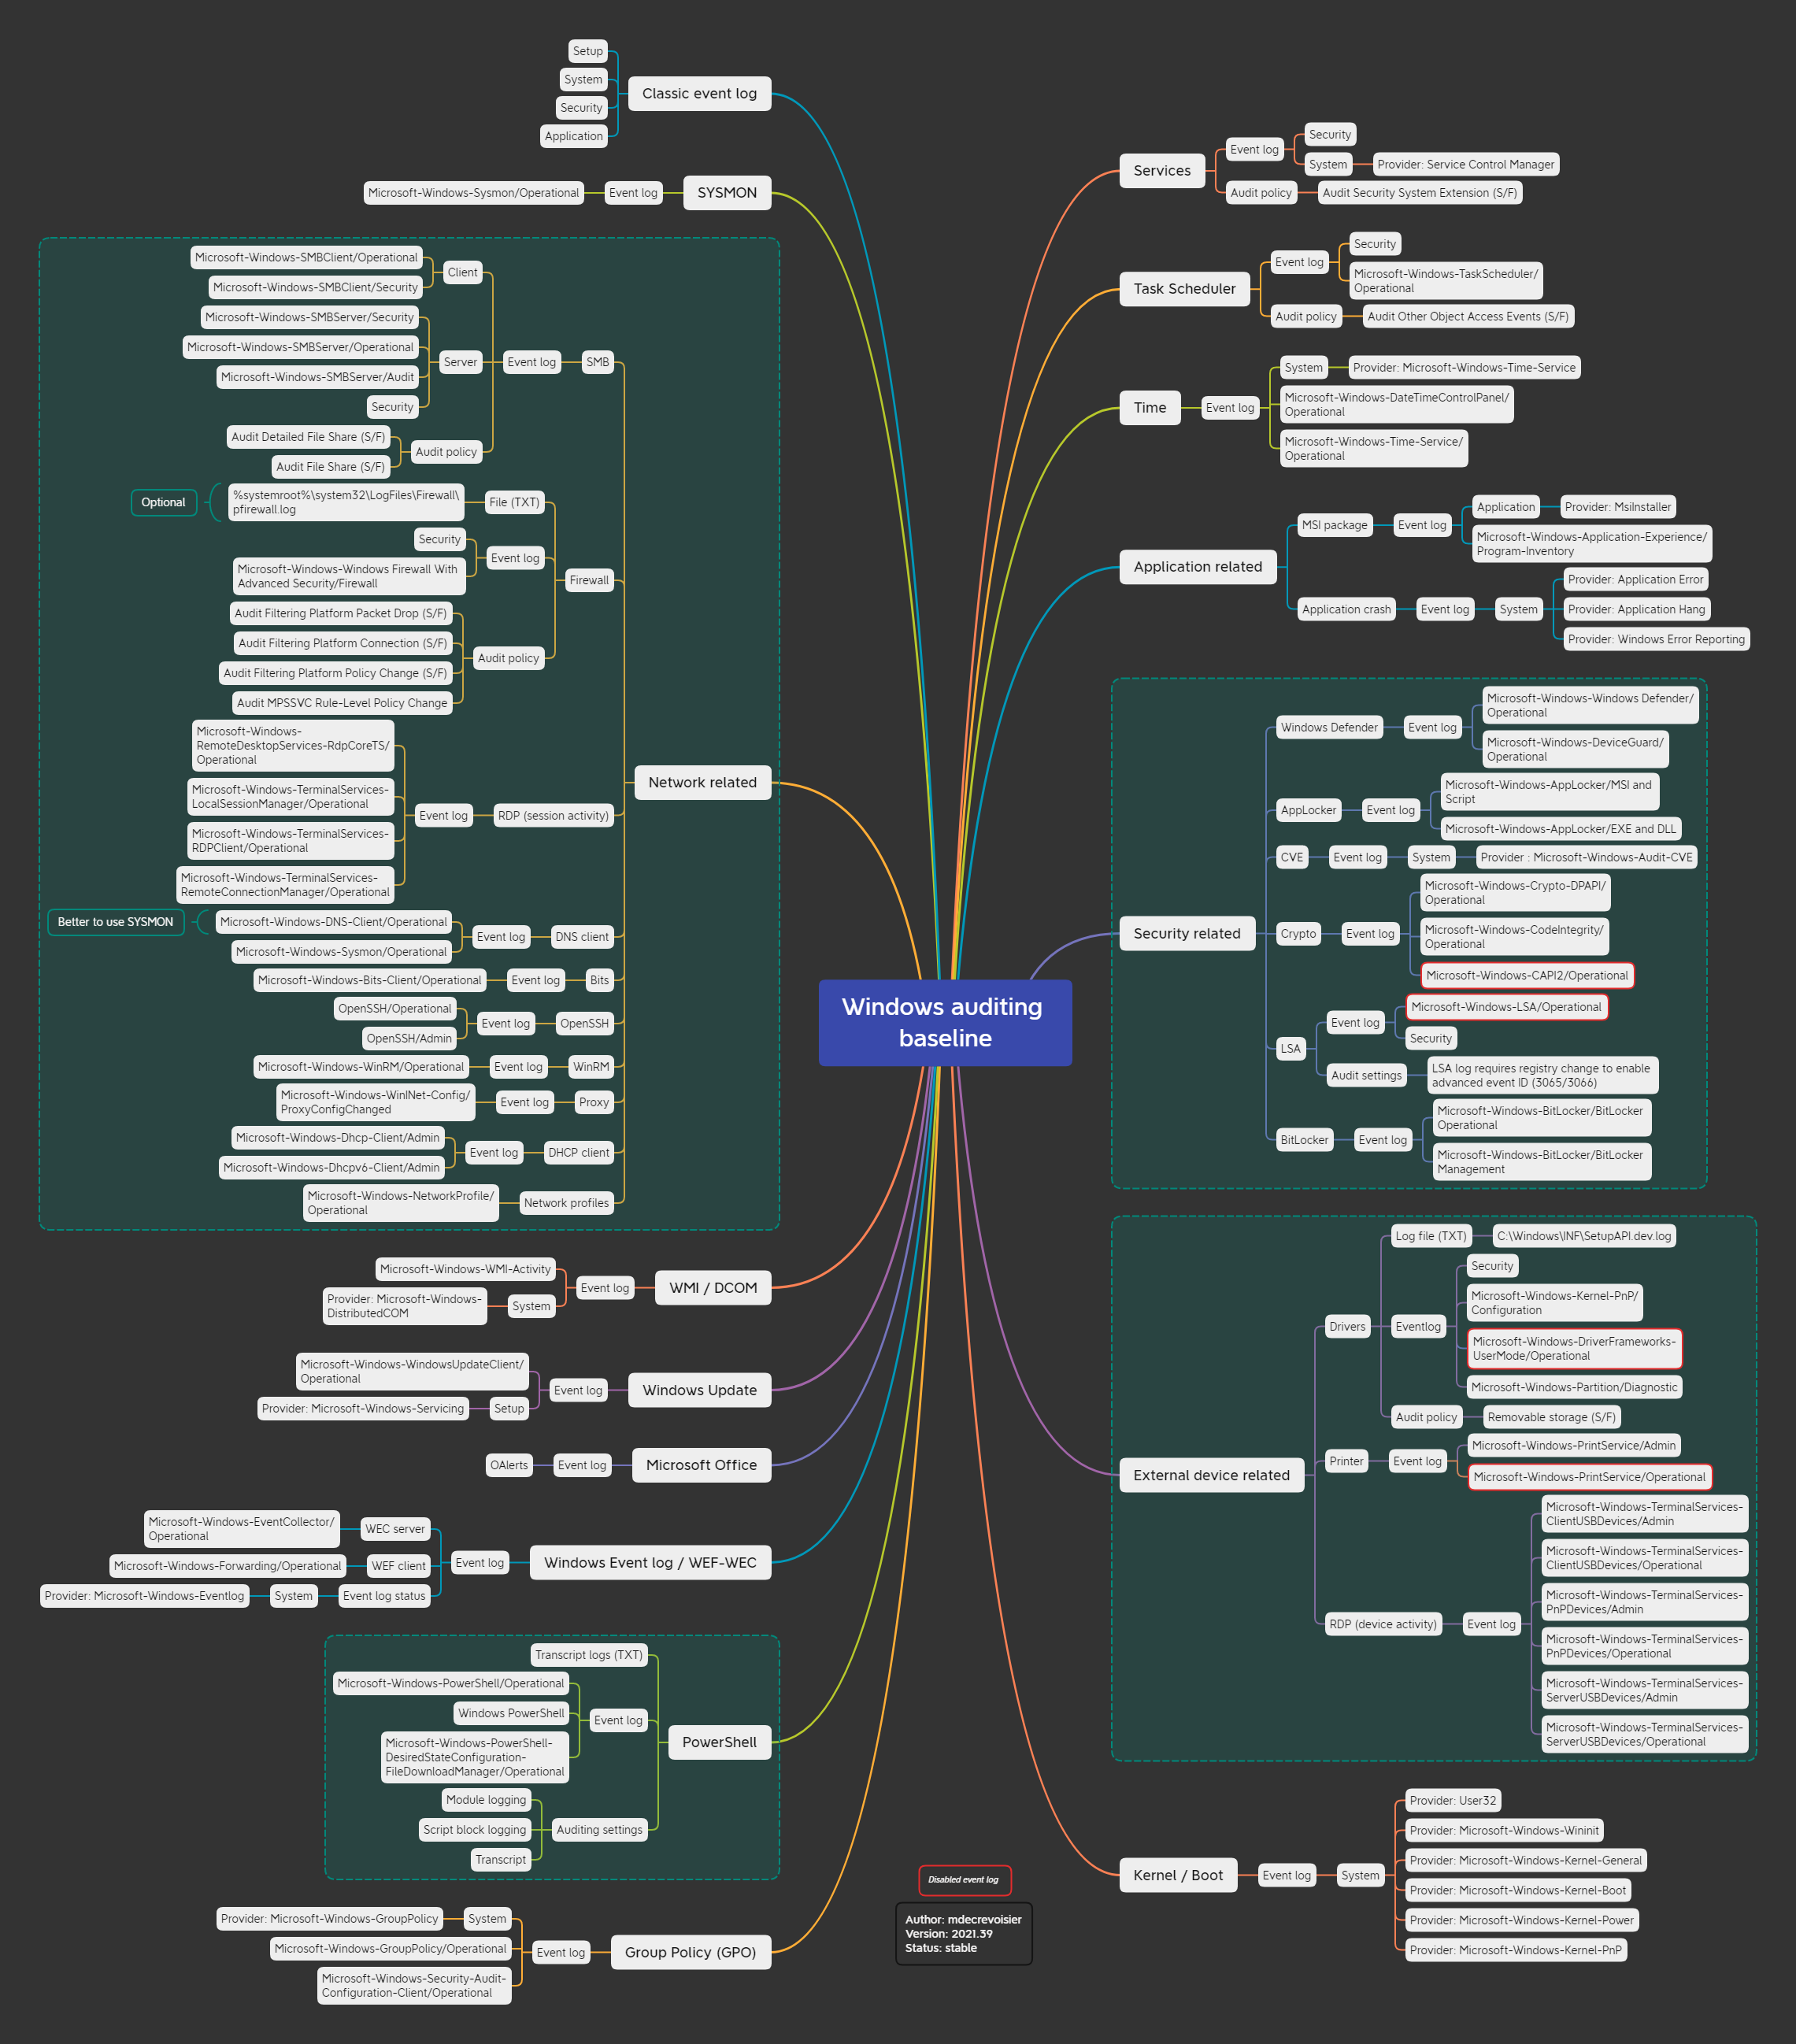 Windows auditing
baseline
Classic event log
Setup
System
Security
Application
SYSMON
Event log
Microsoft-Windows-Sysmon/Operational
Network related
SMB
Event log
Client
Microsoft-Windows-SMBClient/Operational
Microsoft-Windows-SMBClient/Security
Server
Microsoft-Windows-SMBServer/Security
Microsoft-Windows-SMBServer/Operational
Microsoft-Windows-SMBServer/Audit
Security
Audit policy
Audit Detailed File Share (S/F)
Audit File Share (S/F)
Firewall
File (TXT)
%systemroot%\system32\LogFiles\Firewall\
pfirewall.log
Optional
Event log
Security
Microsoft-Windows-Windows Firewall With
Advanced Security/Firewall
Audit policy
Audit Filtering Platform Packet Drop (S/F)
Audit Filtering Platform Connection (S/F)
Audit Filtering Platform Policy Change (S/F)
Audit MPSSVC Rule-Level Policy Change
RDP (session activity)
Event log
Microsoft-Windows-
RemoteDesktopServices-RdpCoreTS/
Operational
Microsoft-Windows-TerminalServices-
LocalSessionManager/Operational
Microsoft-Windows-TerminalServices-
RDPClient/Operational
Microsoft-Windows-TerminalServices-
RemoteConnectionManager/Operational
DNS client
Event log
Microsoft-Windows-DNS-Client/Operational
Better to use SYSMON
Microsoft-Windows-Sysmon/Operational
Bits
Event log
Microsoft-Windows-Bits-Client/Operational
OpenSSH
Event log
OpenSSH/Operational
OpenSSH/Admin
WinRM
Event log
Microsoft-Windows-WinRM/Operational
Proxy
Event log
Microsoft-Windows-WinINet-Config/
ProxyConfigChanged
DHCP client
Event log
Microsoft-Windows-Dhcp-Client/Admin
Microsoft-Windows-Dhcpv6-Client/Admin
Network profiles
Microsoft-Windows-NetworkProfile/
Operational
WMI / DCOM
Event log
Microsoft-Windows-WMI-Activity
System
Provider: Microsoft-Windows-
DistributedCOM
Windows Update
Event log
Microsoft-Windows-WindowsUpdateClient/
Operational
Setup
Provider: Microsoft-Windows-Servicing
Microsoft Office
Event log
OAlerts
Windows Event log / WEF-WEC
Event log
WEC server
Microsoft-Windows-EventCollector/
Operational
WEF client
Microsoft-Windows-Forwarding/Operational
Event log status
System
Provider: Microsoft-Windows-Eventlog
PowerShell
Transcript logs (TXT)
Event log
Microsoft-Windows-PowerShell/Operational
Windows PowerShell
Microsoft-Windows-PowerShell-
DesiredStateConfiguration-
FileDownloadManager/Operational
Auditing settings
Module logging
Script block logging
Transcript
Group Policy (GPO)
Event log
System
Provider: Microsoft-Windows-GroupPolicy
Microsoft-Windows-GroupPolicy/Operational
Microsoft-Windows-Security-Audit-
Configuration-Client/Operational
Services
Event log
Security
System
Provider: Service Control Manager
Audit policy
Audit Security System Extension (S/F)
Task Scheduler
Event log
Security
Microsoft-Windows-TaskScheduler/
Operational
Audit policy
Audit Other Object Access Events (S/F)
Time
Event log
System
Provider: Microsoft-Windows-Time-Service
Microsoft-Windows-DateTimeControlPanel/
Operational
Microsoft-Windows-Time-Service/
Operational
Application related
MSI package
Event log
Application
Provider: MsiInstaller
Microsoft-Windows-Application-Experience/
Program-Inventory
Application crash
Event log
System
Provider: Application Error
Provider: Application Hang
Provider: Windows Error Reporting
Security related
Windows Defender
Event log
Microsoft-Windows-Windows Defender/
Operational
Microsoft-Windows-DeviceGuard/
Operational
AppLocker
Event log
Microsoft-Windows-AppLocker/MSI and
Script
Microsoft-Windows-AppLocker/EXE and DLL
CVE
Event log
System
Provider : Microsoft-Windows-Audit-CVE
Crypto
Event log
Microsoft-Windows-Crypto-DPAPI/
Operational
Microsoft-Windows-CodeIntegrity/
Operational
Microsoft-Windows-CAPI2/Operational
LSA
Event log
Microsoft-Windows-LSA/Operational
Security
Audit settings
LSA log requires registry change to enable
advanced event ID (3065/3066)
BitLocker
Event log
Microsoft-Windows-BitLocker/BitLocker
Operational
Microsoft-Windows-BitLocker/BitLocker
Management
External device related
Drivers
Log file (TXT)
C:\Windows\INF\SetupAPI.dev.log
Eventlog
Security
Microsoft-Windows-Kernel-PnP/
Configuration
Microsoft-Windows-DriverFrameworks-
UserMode/Operational
Microsoft-Windows-Partition/Diagnostic
Audit policy
Removable storage (S/F)
Printer
Event log
Microsoft-Windows-PrintService/Admin
Microsoft-Windows-PrintService/Operational
RDP (device activity)
Event log
Microsoft-Windows-TerminalServices-
ClientUSBDevices/Admin
Microsoft-Windows-TerminalServices-
ClientUSBDevices/Operational
Microsoft-Windows-TerminalServices-
PnPDevices/Admin
Microsoft-Windows-TerminalServices-
PnPDevices/Operational
Microsoft-Windows-TerminalServices-
ServerUSBDevices/Admin
Microsoft-Windows-TerminalServices-
ServerUSBDevices/Operational
Kernel / Boot
Event log
System
Provider: User32
Provider: Microsoft-Windows-Wininit
Provider: Microsoft-Windows-Kernel-General
Provider: Microsoft-Windows-Kernel-Boot
Provider: Microsoft-Windows-Kernel-Power
Provider: Microsoft-Windows-Kernel-PnP
Disabled event log
Author: mdecrevoisier
Version: 2021.39
Status: stable